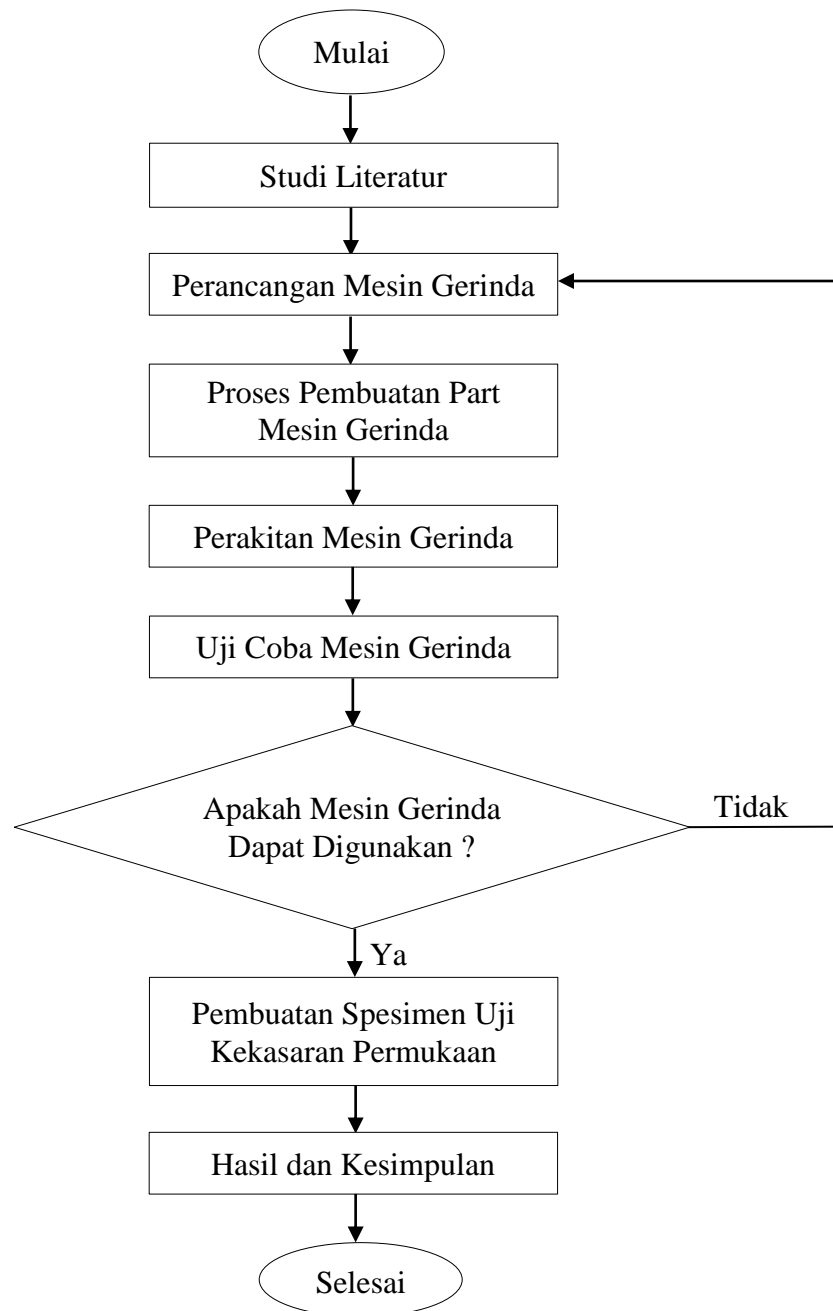 Mulai
Studi Literatur
Perancangan Mesin Gerinda
Proses Pembuatan Part
Mesin Gerinda
Perakitan Mesin Gerinda
Uji Coba Mesin Gerinda
Apakah Mesin Gerinda
Dapat Digunakan ?
Tidak
Ya
Pembuatan Spesimen Uji
Kekasaran Permukaan
Hasil dan Kesimpulan
Selesai